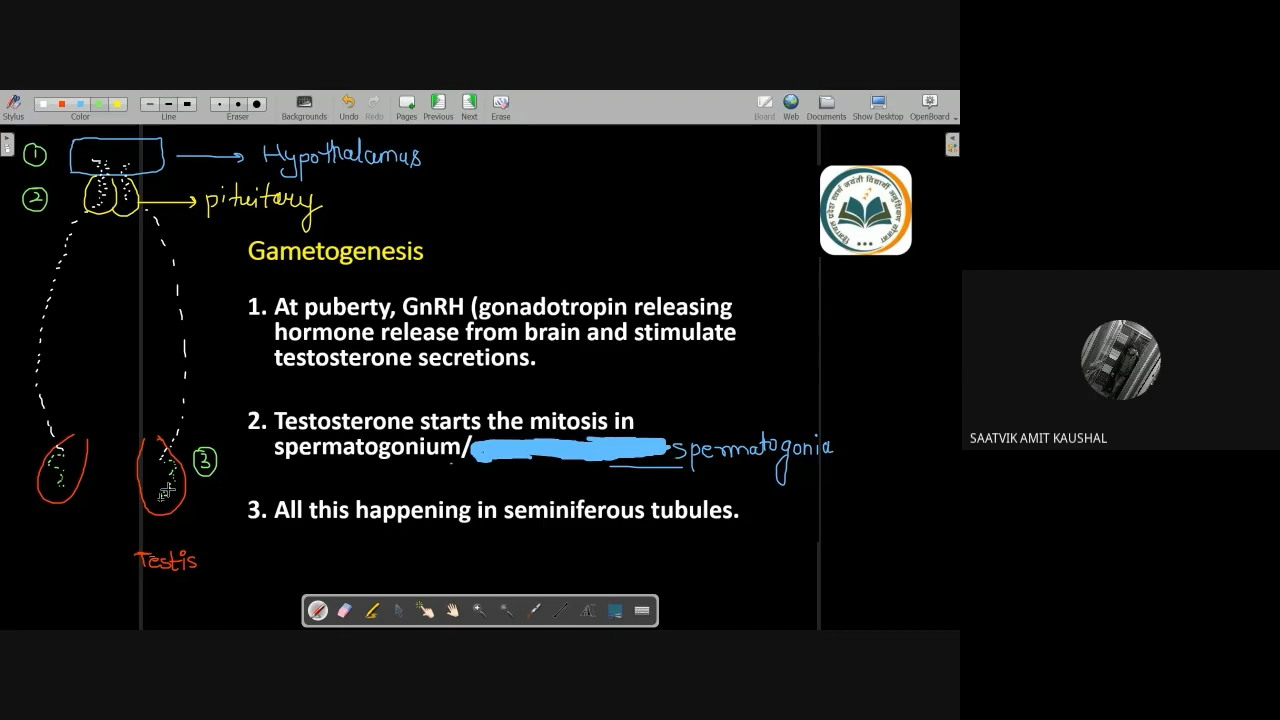 Stylus
Color
Line
Eraser
Backgrounds
Undo
Redo
Pages
Previous
Next
Erase
Board
Web
Documents
Show Desktop
OpenBoard
① Hypothalamus
② pituitary
Gametogenesis
1. At puberty, GnRH (gonadotropin releasing
hormone release from brain and stimulate
testosterone secretions.
2. Testosterone starts the mitosis in
spermatogonium/ spermatogonia
③
3. All this happening in seminiferous tubules.
Testis
SAATVIK AMIT KAUSHAL